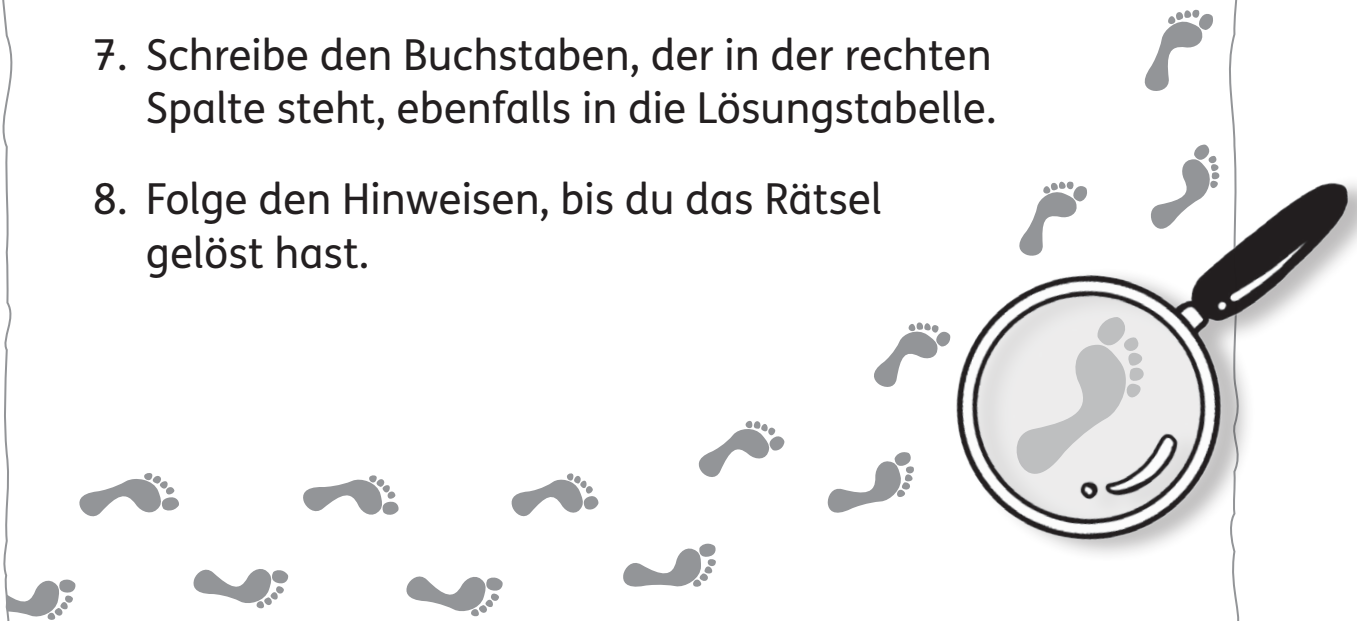 7. Schreibe den Buchstaben, der in der rechten
Spalte steht, ebenfalls in die Lösungstabelle.
8. Folge den Hinweisen, bis du das Rätsel
gelöst hast.